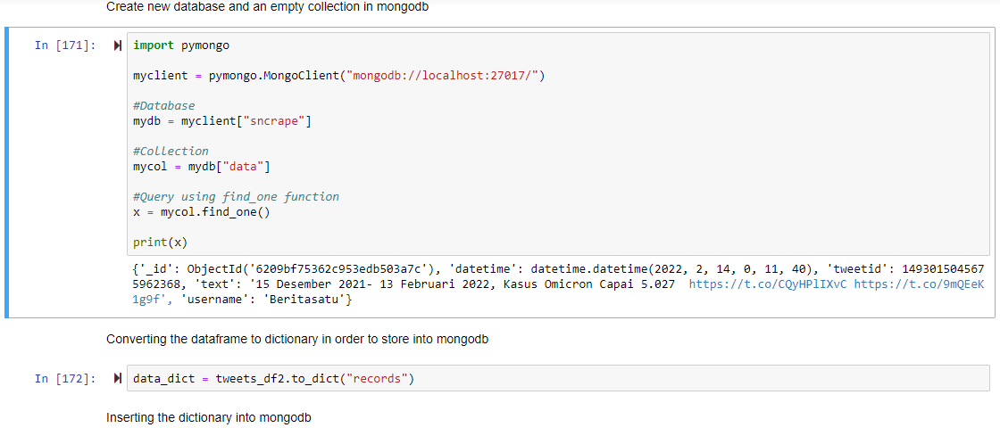 Create new database and an empty collection in mongodb
In [171]:
import pymongo
myclient = pymongo.MongoClient("mongodb://localhost:27017/")
#Database
mydb = myclient["sncrape"]
#Collection
mycol = mydb["data"]
#Query using find_one function
x = mycol.find_one()
print(x)
{'_id': ObjectId('6209bf75362c953edb503a7c'), 'datetime': datetime.datetime(2022, 2, 14, 0, 11, 40), 'tweetid': 149301504567
5962368, 'text': '15 Desember 2021- 13 Februari 2022, Kasus Omicron Capai 5.027  https://t.co/CQyHPlIXvC https://t.co/9mQEeK
1g9f', 'username': 'Beritasatu'}
Converting the dataframe to dictionary in order to store into mongodb
In [172]:
data_dict = tweets_df2.to_dict("records")
Inserting the dictionary into mongodb